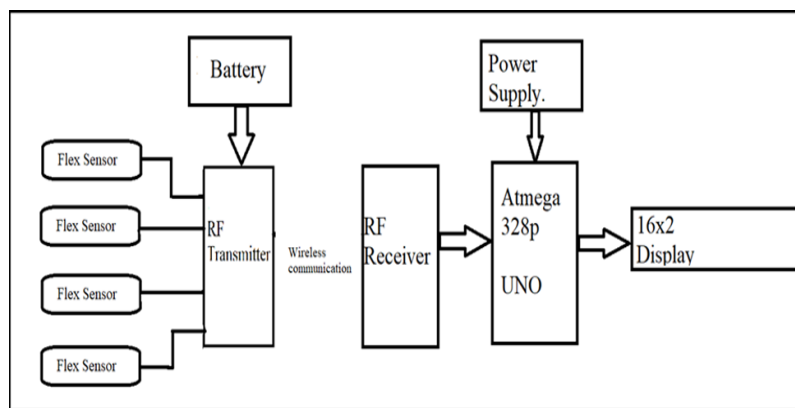 Battery
Power
Supply.
Flex Sensor
Flex Sensor
Flex Sensor
Flex Sensor
RF
Transmitter
Wireless
communication
RF
Receiver
Atmega
328p
UNO
16x2
Display